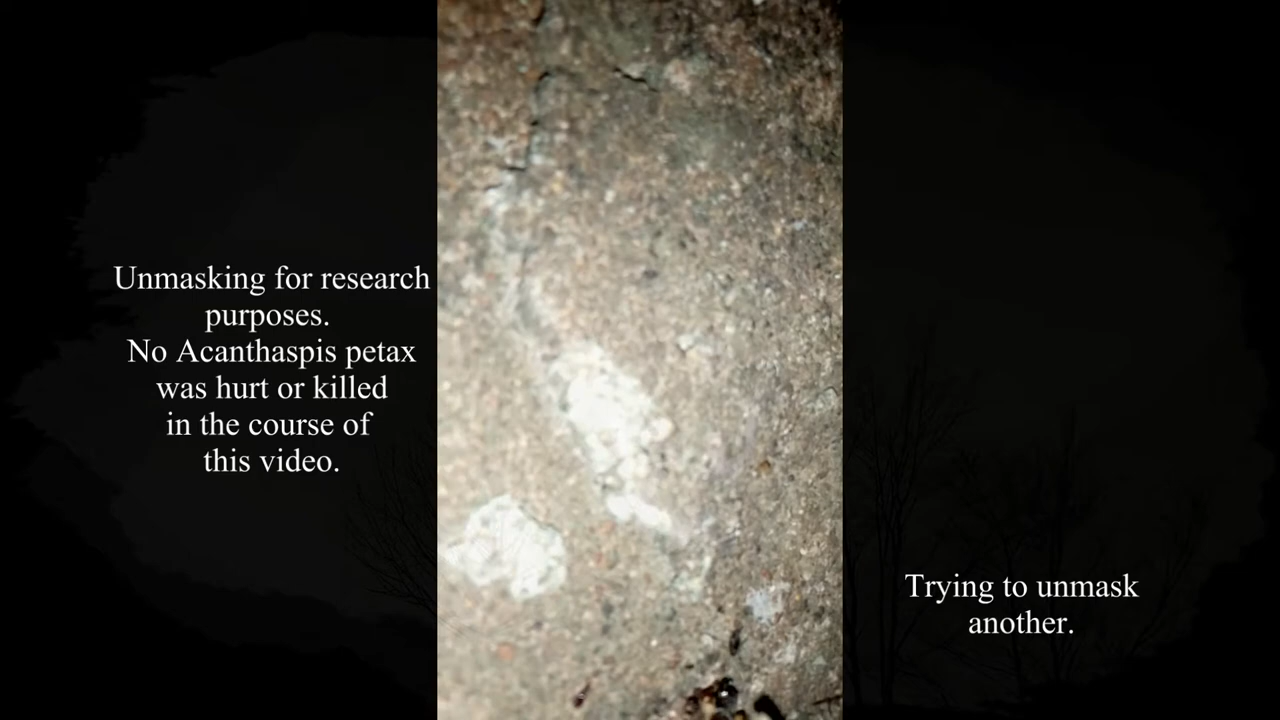 Unmasking for research
purposes.
No Acanthaspis petax
was hurt or killed
in the course of
this video.
Trying to unmask
another.